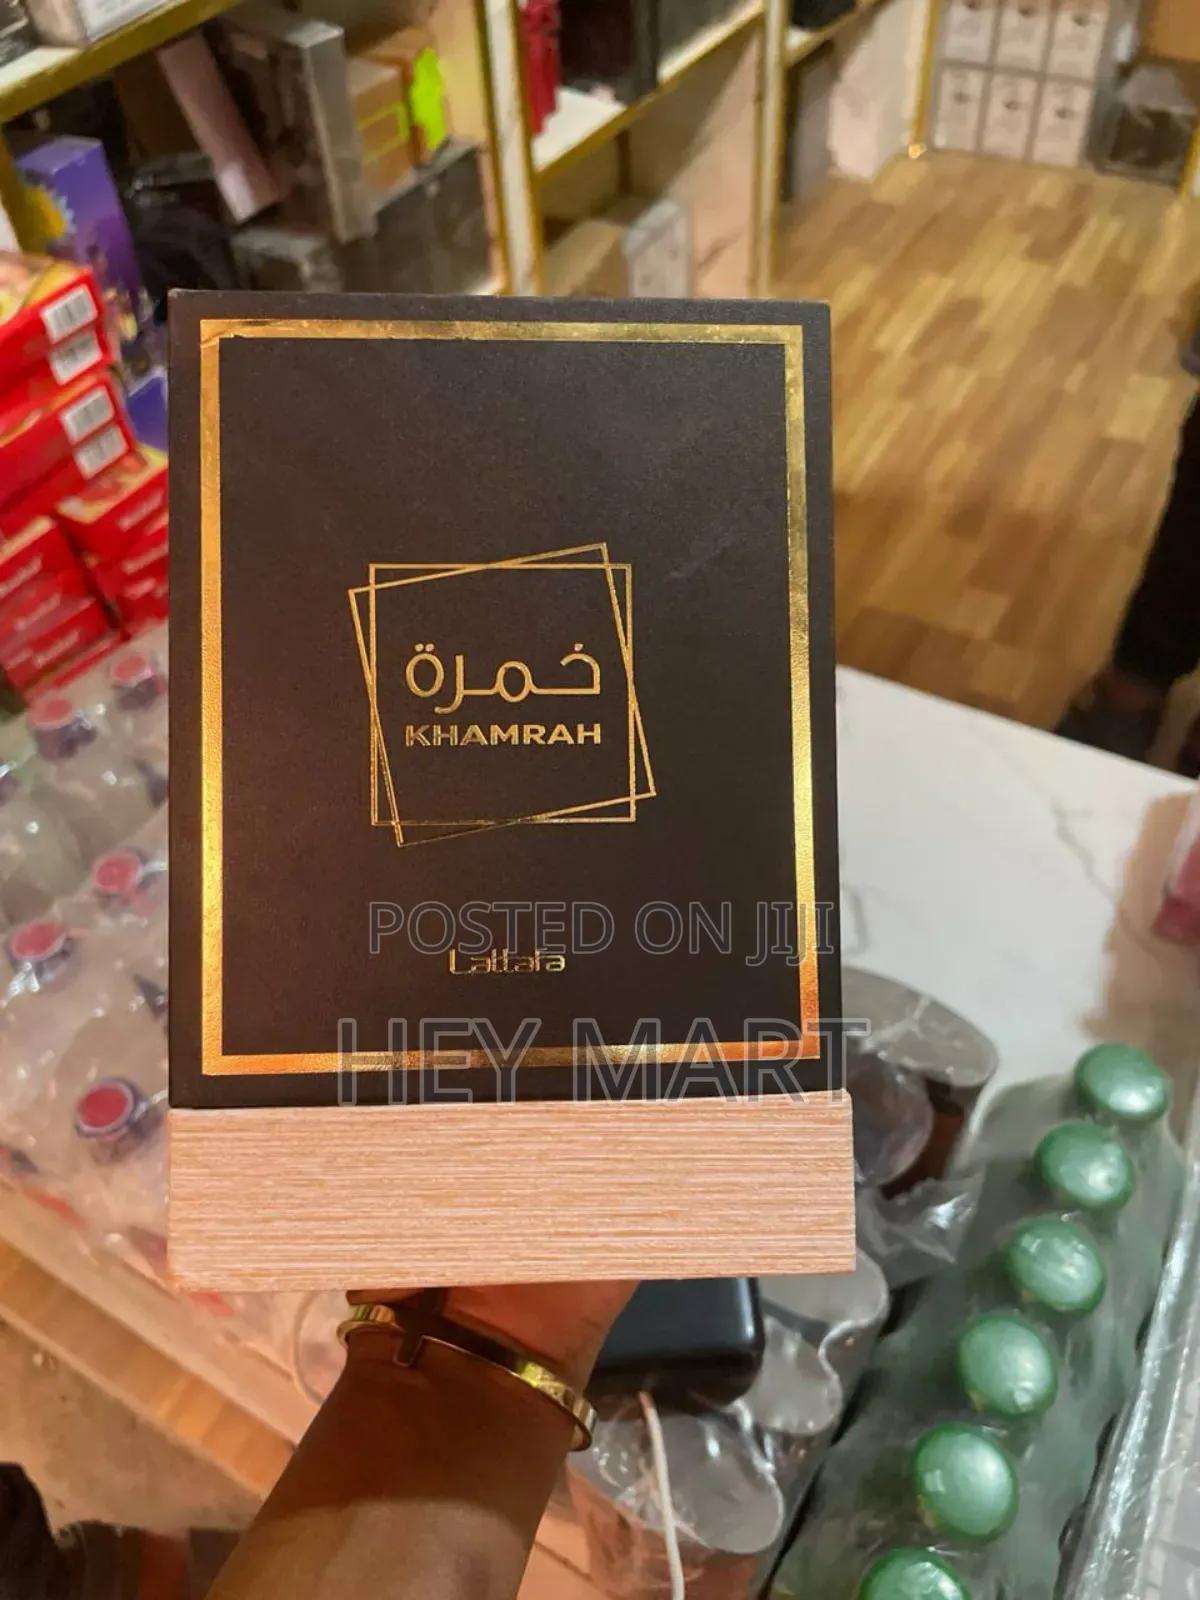 خمرة
KHAMRAH
POSTED ON JIJI
Lattafa
HEY MART